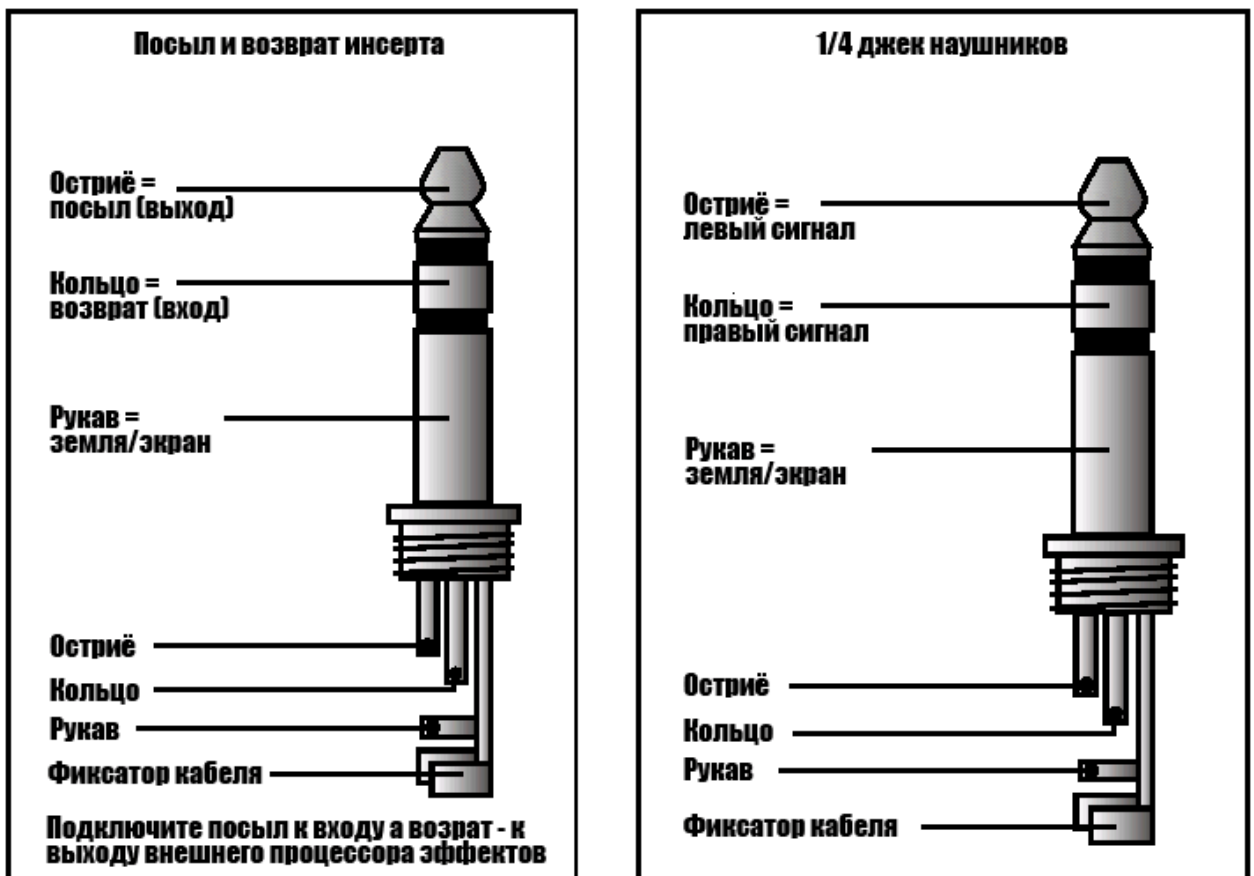 Посыл и возврат инсерта
Остриё =
посыл (выход)
Кольцо =
возврат (вход)
Рукав =
земля/экран
Остриё
Кольцо
Рукав
Фиксатор кабеля
Подключите посыл к входу а возрат - к
выходу внешнего процессора эффектов
1/4 джек наушников
Остриё =
левый сигнал
Кольцо =
правый сигнал
Рукав =
земля/экран
Остриё
Кольцо
Рукав
Фиксатор кабеля